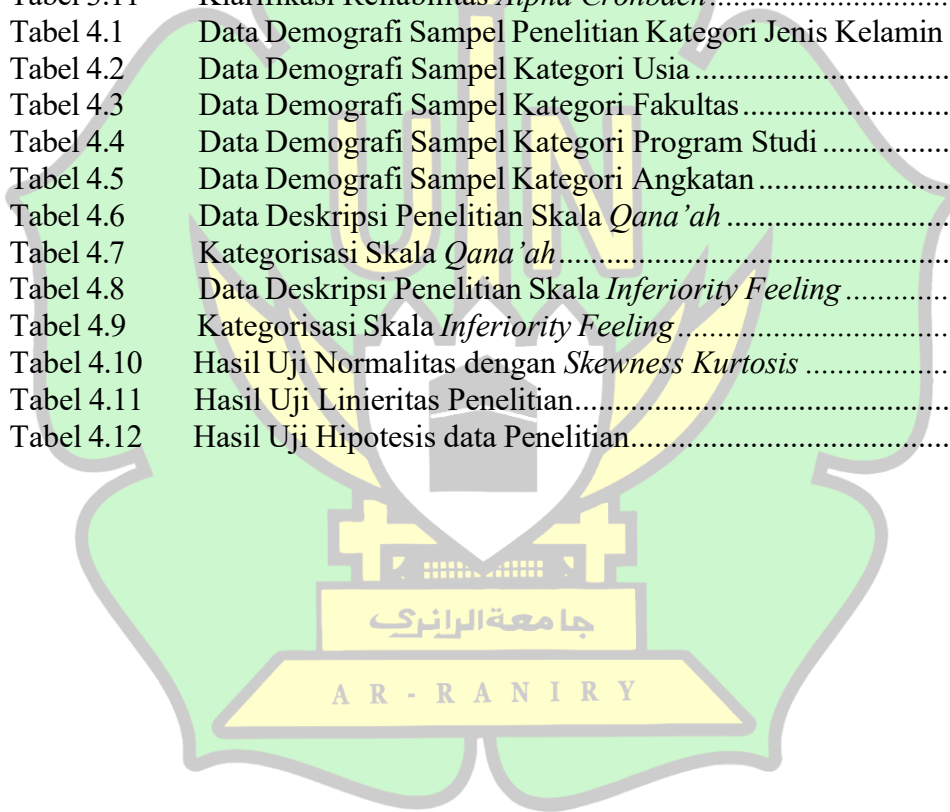 Tabel 4.1 Data Demografi Sampel Penelitian Kategori Jenis Kelamin
Tabel 4.2 Data Demografi Sampel Kategori Usia
Tabel 4.3 Data Demografi Sampel Kategori Fakultas
Tabel 4.4 Data Demografi Sampel Kategori Program Studi
Tabel 4.5 Data Demografi Sampel Kategori Angkatan
Tabel 4.6 Data Deskripsi Penelitian Skala Qana’ah
Tabel 4.7 Kategorisasi Skala Qana’ah
Tabel 4.8 Data Deskripsi Penelitian Skala Inferiority Feeling
Tabel 4.9 Kategorisasi Skala Inferiority Feeling
Tabel 4.10 Hasil Uji Normalitas dengan Skewness Kurtosis
Tabel 4.11 Hasil Uji Linieritas Penelitian
Tabel 4.12 Hasil Uji Hipotesis data Penelitian
UIN
جامعةالرانري
AR-RANIRY